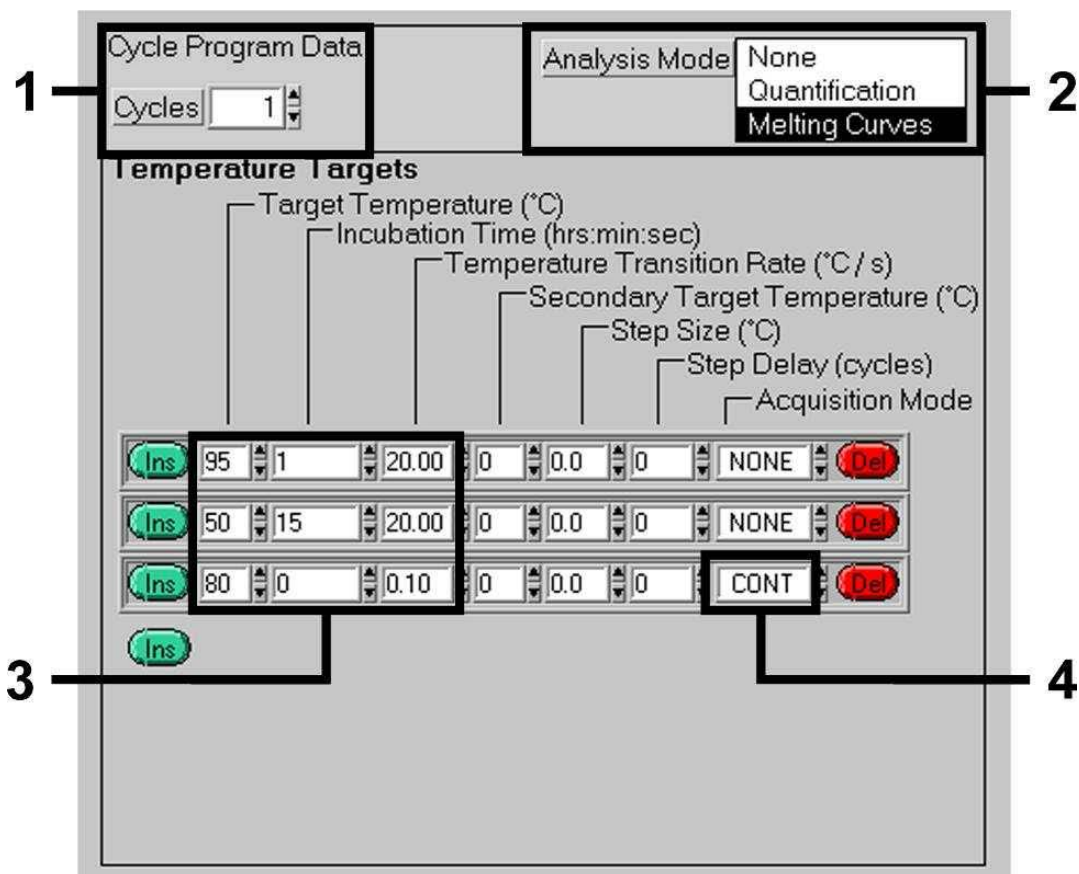 Cycle Program Data
Analysis Mode
None
Quantification
Melting Curves
1
2
Cycles 1
Temperature Targets
Target Temperature (°C)
Incubation Time (hrs:min:sec)
Temperature Transition Rate (°C / s)
Secondary Target Temperature (°C)
Step Size (°C)
Step Delay (cycles)
Acquisition Mode
Ins 95 1 20.00 0 0.0 0 NONE Del
Ins 50 15 20.00 0 0.0 0 NONE Del
Ins 80 0 0.10 0 0.0 0 CONT Del
Ins
3
4